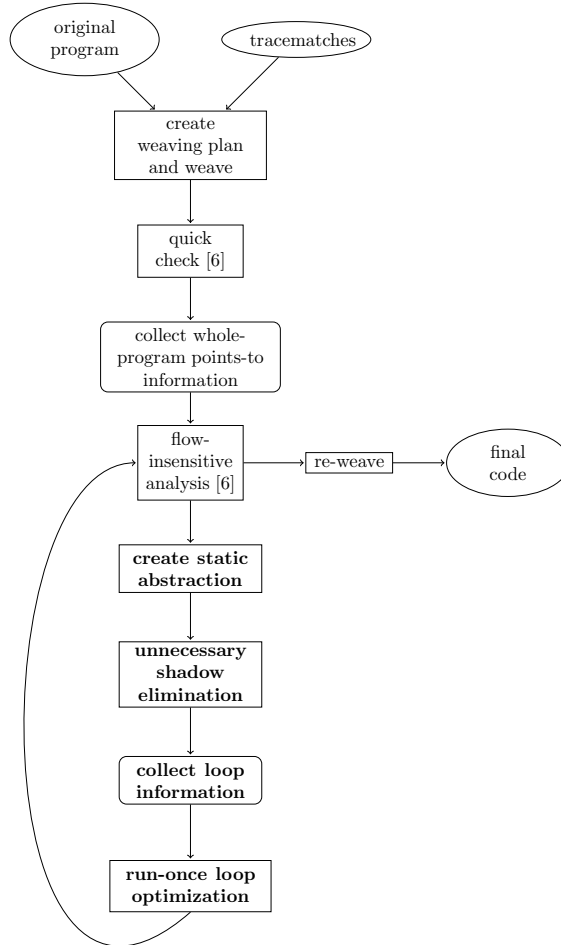 original
program
tracematches
create
weaving plan
and weave
quick
check [6]
collect whole-
program points-to
information
flow-
insensitive
analysis [6]
re-weave
final
code
create static
abstraction
unnecessary
shadow
elimination
collect loop
information
run-once loop
optimization